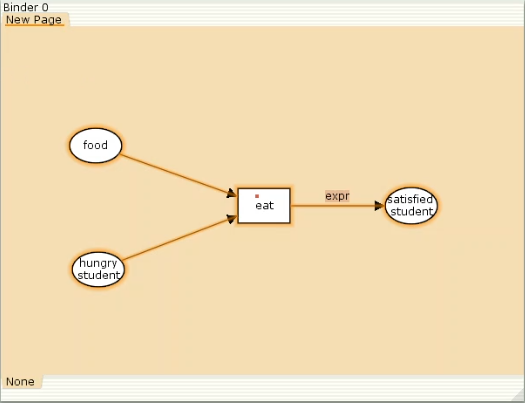 Binder 0
New Page
food
eat
expr
satisfied
student
hungry
student
None